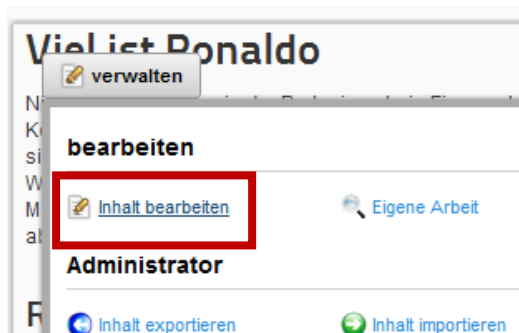 Viel ist Ronaldo
verwalten
bearbeiten
Inhalt bearbeiten
Eigene Arbeit
Administrator
Inhalt exportieren
Inhalt importieren